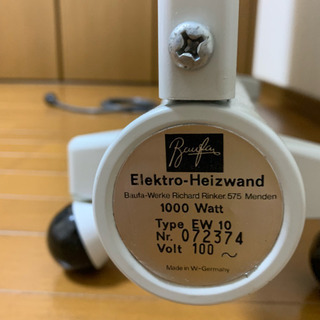 Baufa
Elektro-Heizwand
Baufa-Werke Richard Rinker 575 Menden
1000 Watt
Type EW 10
Nr. 072374
Volt 100 ~
Made in W.-Germany